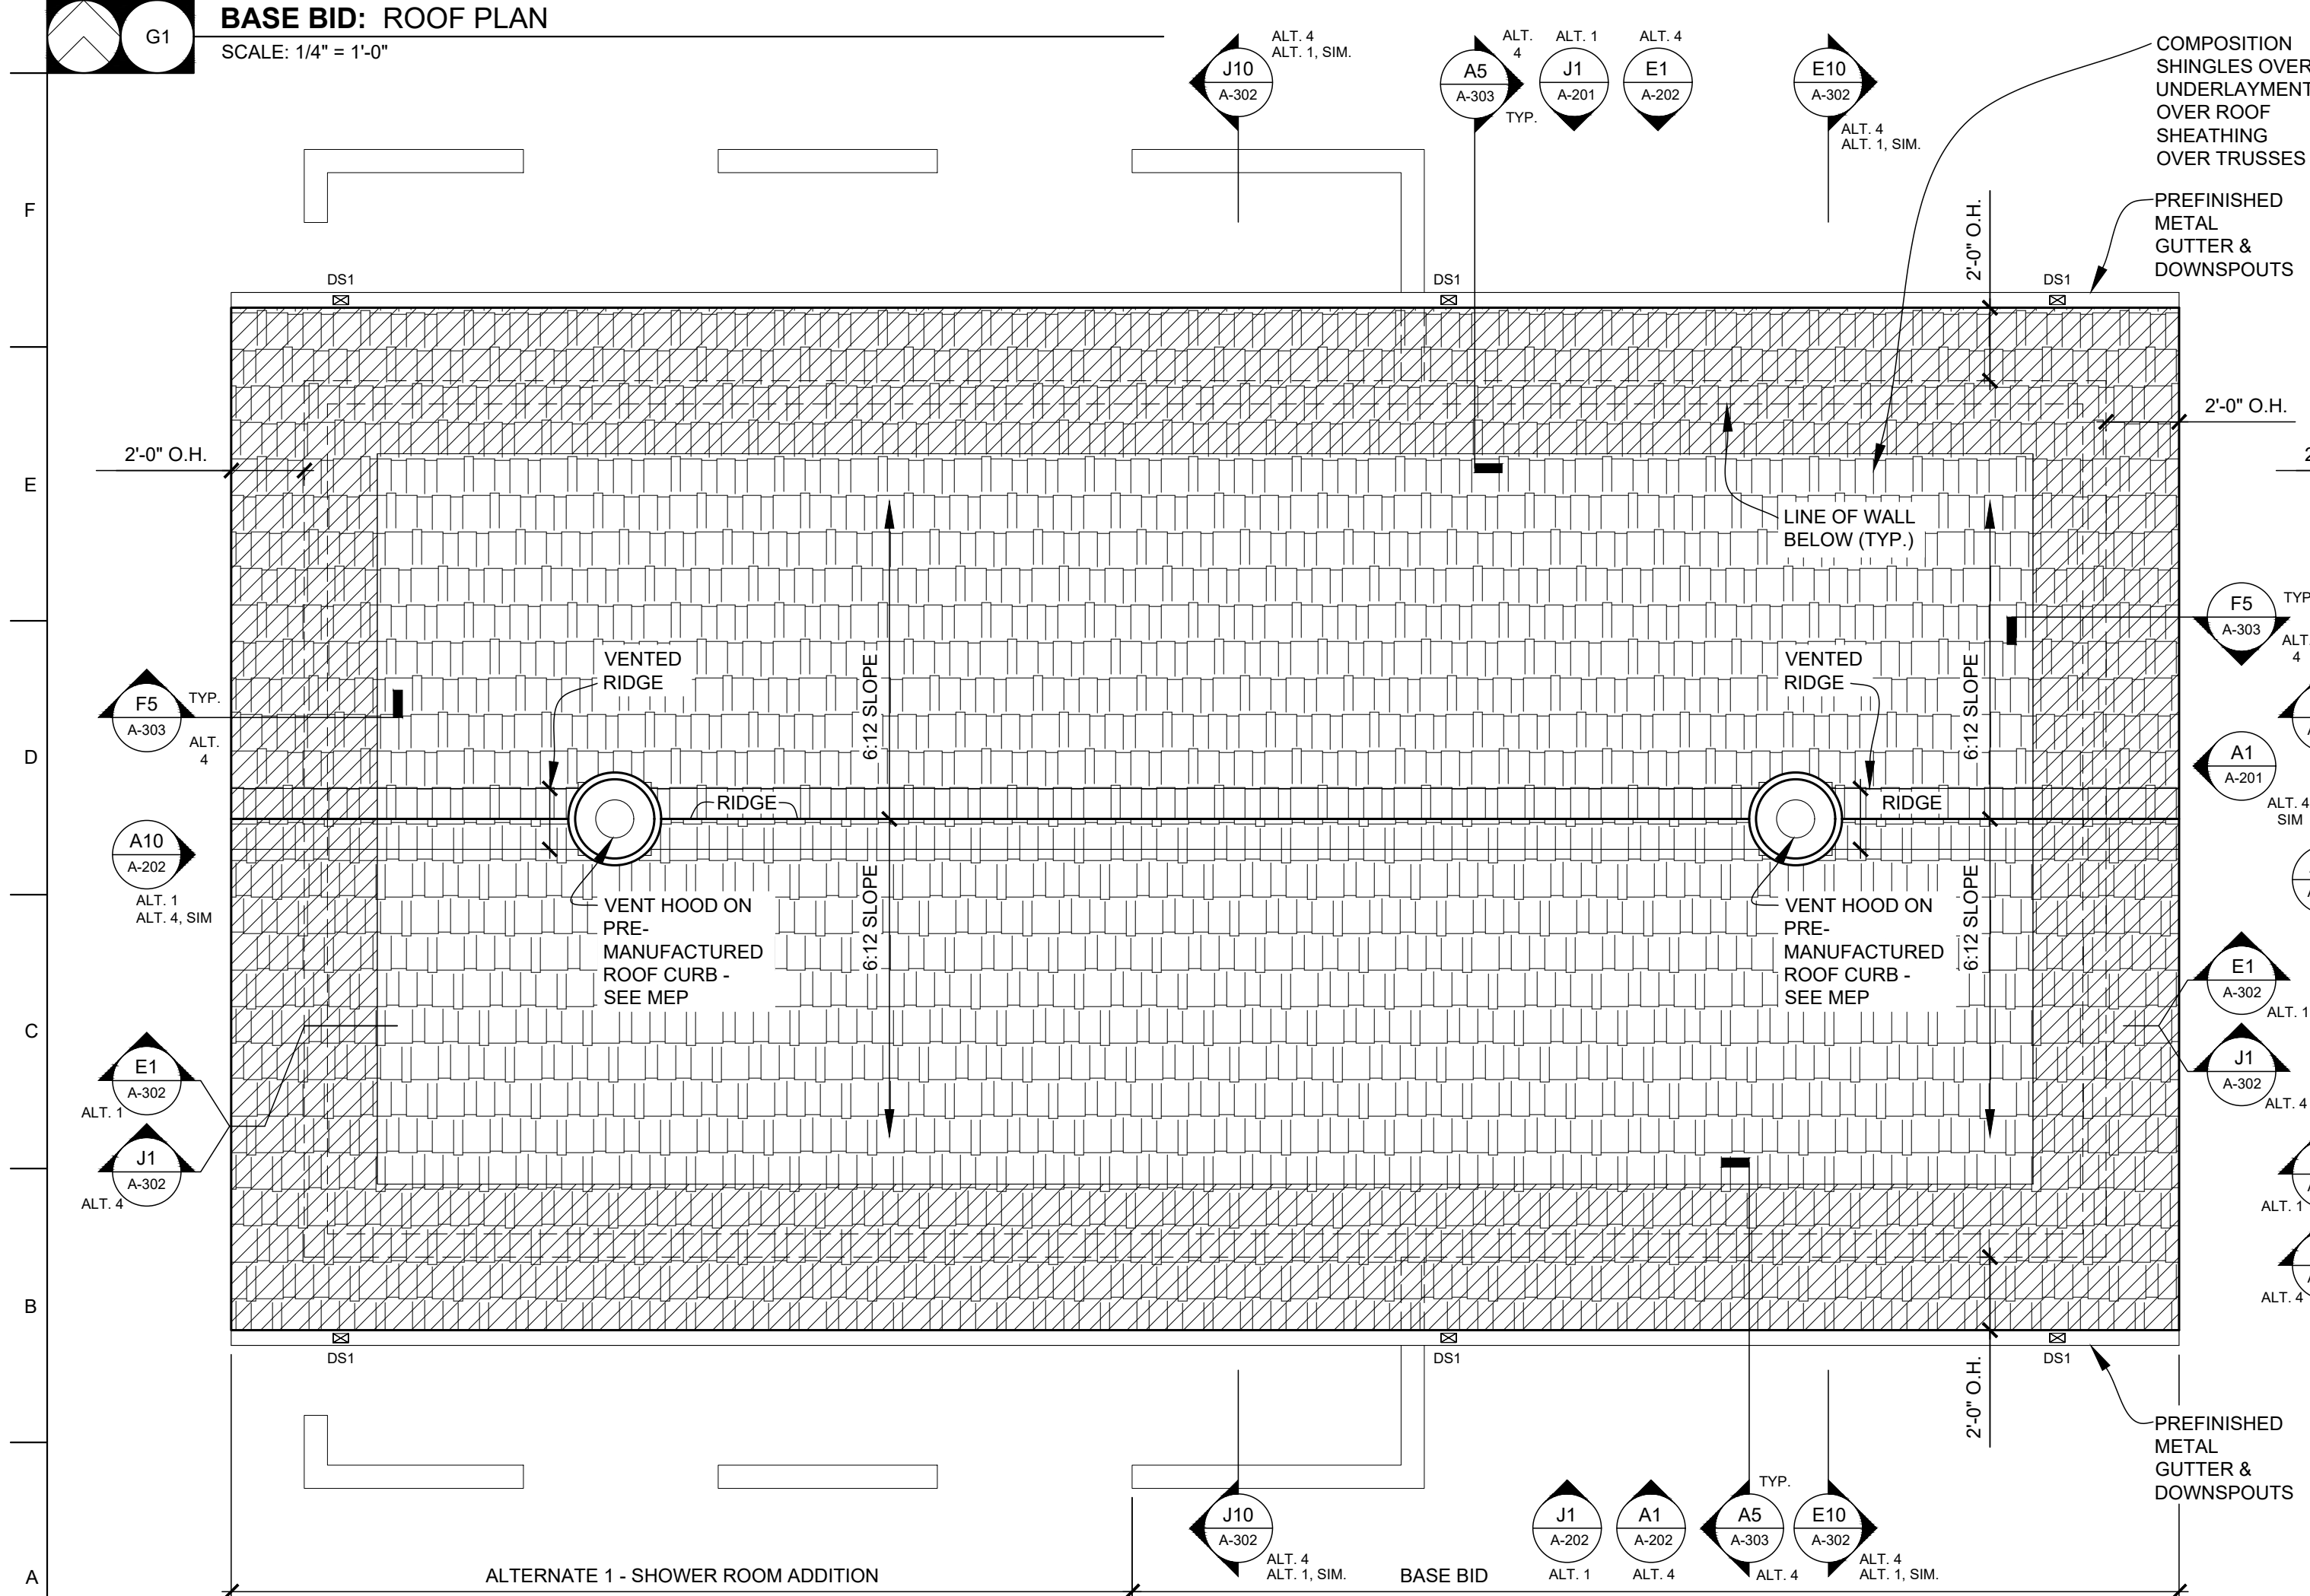 G1
BASE BID: ROOF PLAN
SCALE: 1/4" = 1'-0"
J10
A-302
ALT. 4
ALT. 1, SIM.
A5
A-303
ALT.
4
TYP.
ALT. 1
J1
A-201
ALT. 4
E1
A-202
E10
A-302
ALT. 4
ALT. 1, SIM.
COMPOSITION
SHINGLES OVER
UNDERLAYMENT
OVER ROOF
SHEATHING
OVER TRUSSES
PREFINISHED
METAL
GUTTER &
DOWNSPOUTS
F
E
D
C
B
A
DS1
DS1
DS1
2'-0" O.H.
2'-0" O.H.
2'-0" O.H.
LINE OF WALL
BELOW (TYP.)
F5
A-303
TYP.
ALT.
4
F5
A-303
TYP
ALT.
4
VENTED
RIDGE
6:12 SLOPE
VENTED
RIDGE
6:12 SLOPE
A1
A-201
ALT. 4
SIM
RIDGE
RIDGE
A10
A-202
ALT. 1
ALT. 4, SIM
VENT HOOD ON
PRE-
MANUFACTURED
ROOF CURB -
SEE MEP
6:12 SLOPE
VENT HOOD ON
PRE-
MANUFACTURED
ROOF CURB -
SEE MEP
6:12 SLOPE
E1
A-302
ALT. 1
J1
A-302
ALT. 4
E1
A-302
ALT. 1
J1
A-302
ALT. 4
ALT. 1
ALT. 4
DS1
DS1
DS1
2'-0" O.H.
PREFINISHED
METAL
GUTTER &
DOWNSPOUTS
J10
A-302
ALT. 4
ALT. 1, SIM.
J1
A-202
ALT. 1
A1
A-202
ALT. 4
TYP.
A5
A-303
ALT. 4
E10
A-302
ALT. 4
ALT. 1, SIM.
ALTERNATE 1 - SHOWER ROOM ADDITION
BASE BID